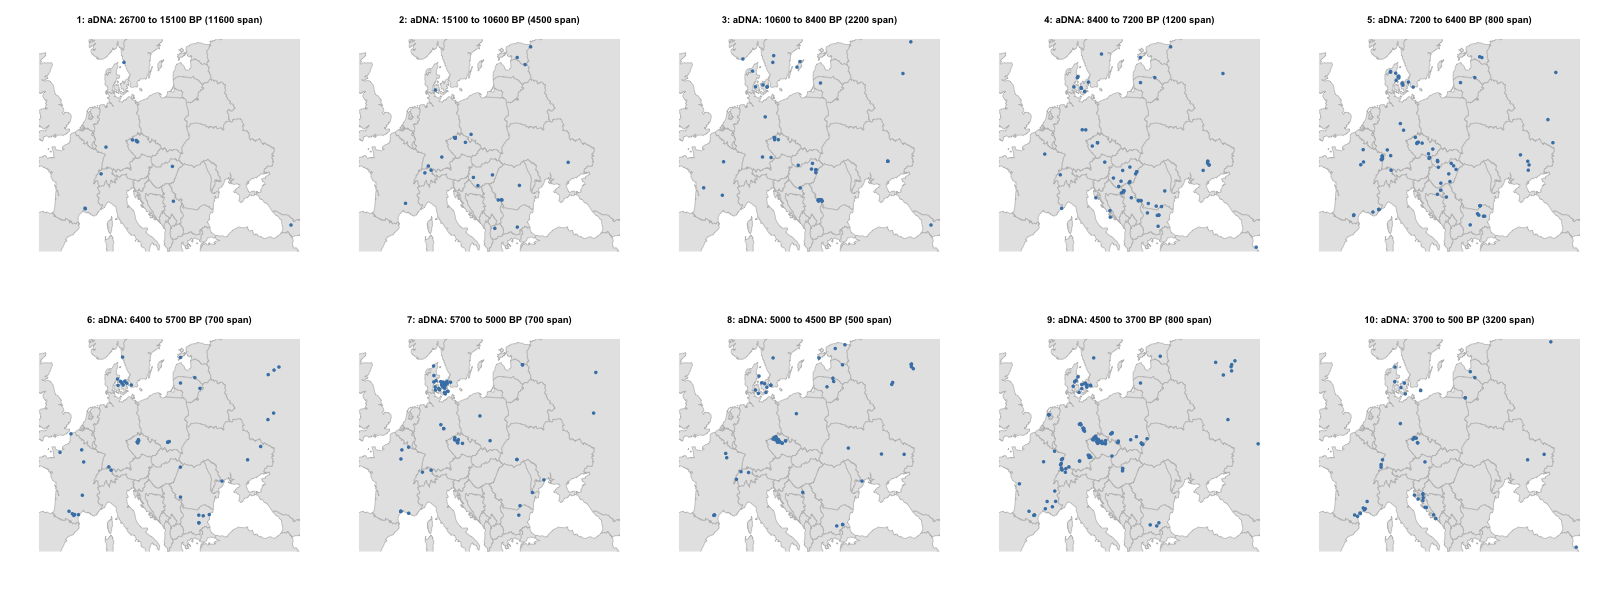 1: aDNA: 26700 to 15100 BP (11600 span)
2: aDNA: 15100 to 10600 BP (4500 span)
3: aDNA: 10600 to 8400 BP (2200 span)
4: aDNA: 8400 to 7200 BP (1200 span)
5: aDNA: 7200 to 6400 BP (800 span)
6: aDNA: 6400 to 5700 BP (700 span)
7: aDNA: 5700 to 5000 BP (700 span)
8: aDNA: 5000 to 4500 BP (500 span)
9: aDNA: 4500 to 3700 BP (800 span)
10: aDNA: 3700 to 500 BP (3200 span)